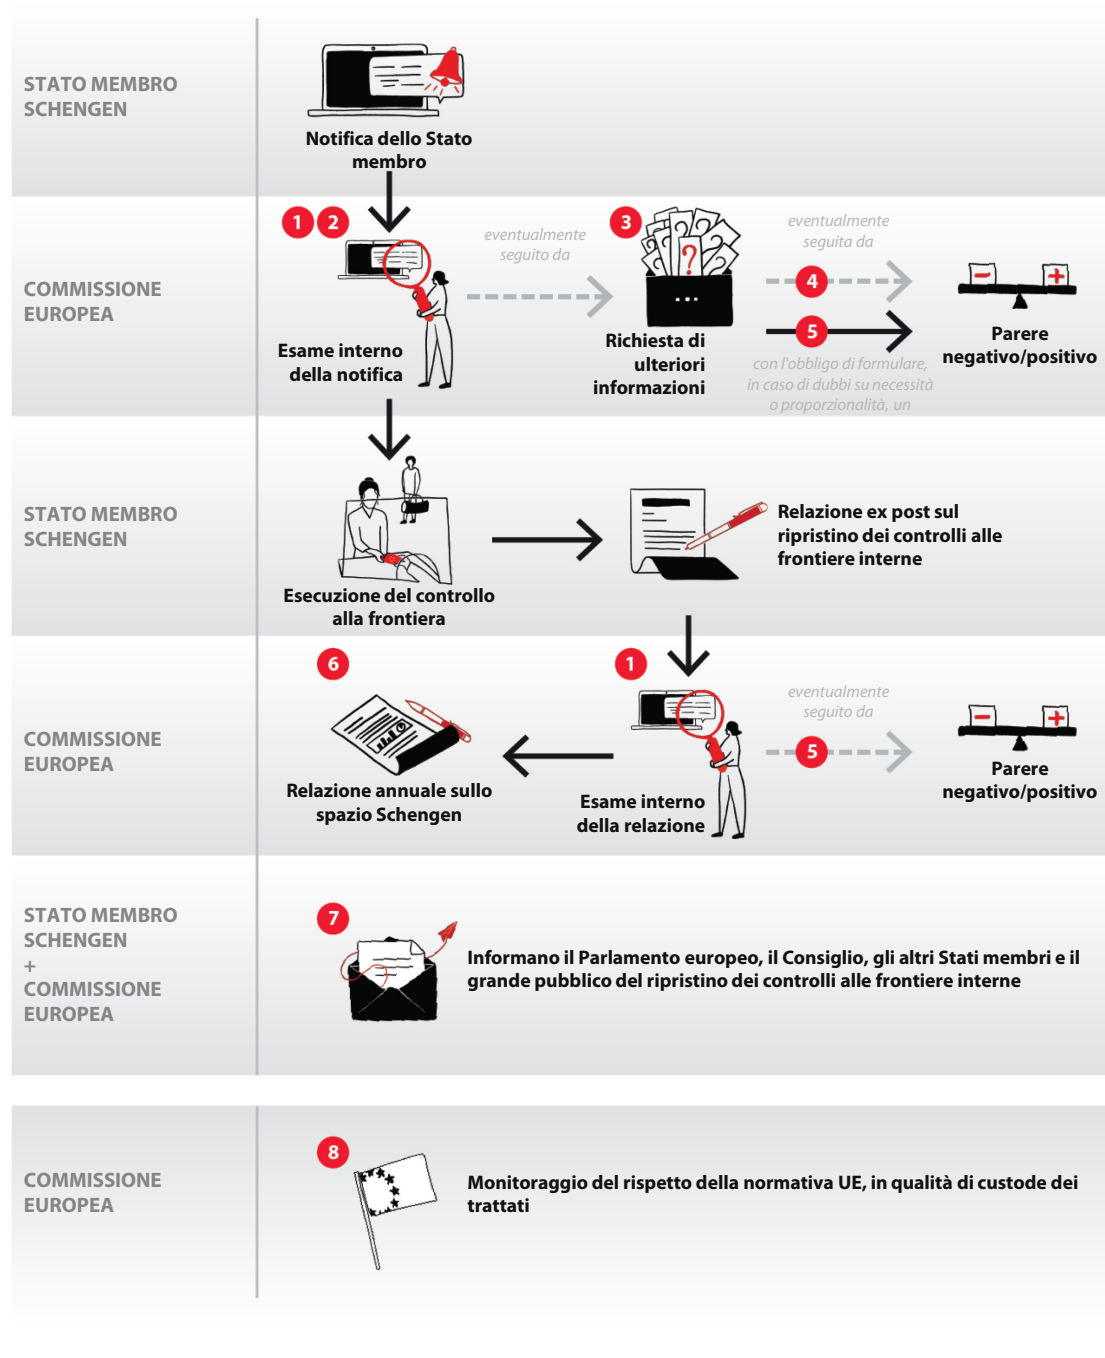 STATO MEMBRO
SCHENGEN
Notifica dello Stato
membro
COMMISSIONE
EUROPEA
1 2
Esame interno
della notifica
eventualmente
seguito da
3
?
...
Richiesta di
ulteriori
informazioni
eventualmente
seguita da
4
5
con l'obbligo di formulare,
in caso di dubbi su necessità
o proporzionalità, un
- +
Parere
negativo/positivo
STATO MEMBRO
SCHENGEN
Esecuzione del controllo
alla frontiera
Relazione ex post sul
ripristino dei controlli alle
frontiere interne
COMMISSIONE
EUROPEA
6
Relazione annuale sullo
spazio Schengen
1
Esame interno
della relazione
eventualmente
seguito da
5
- +
Parere
negativo/positivo
STATO MEMBRO
SCHENGEN
+
COMMISSIONE
EUROPEA
7
Informano il Parlamento europeo, il Consiglio, gli altri Stati membri e il
grande pubblico del ripristino dei controlli alle frontiere interne
COMMISSIONE
EUROPEA
8
Monitoraggio del rispetto della normativa UE, in qualità di custode dei
trattati